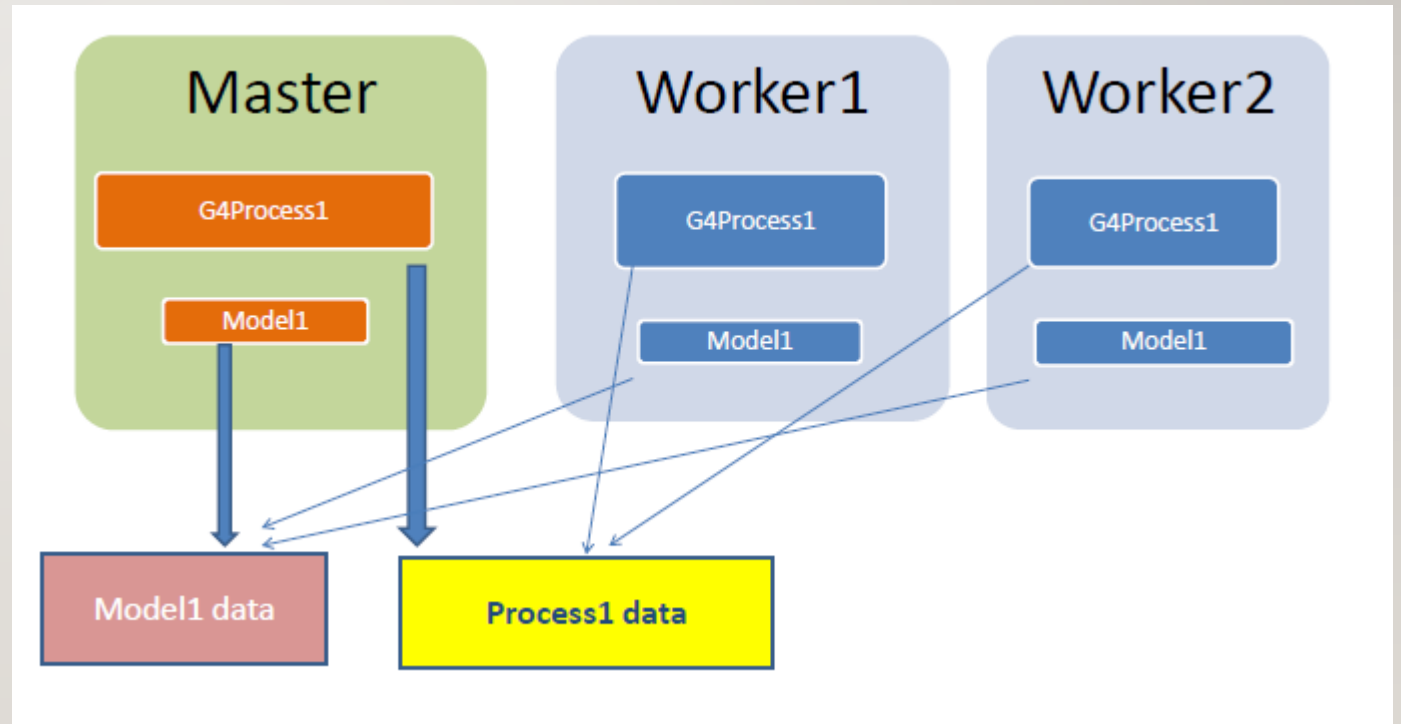 Master
Worker1
Worker2
G4Process1
G4Process1
G4Process1
Model1
Model1
Model1
Model1 data
Process1 data